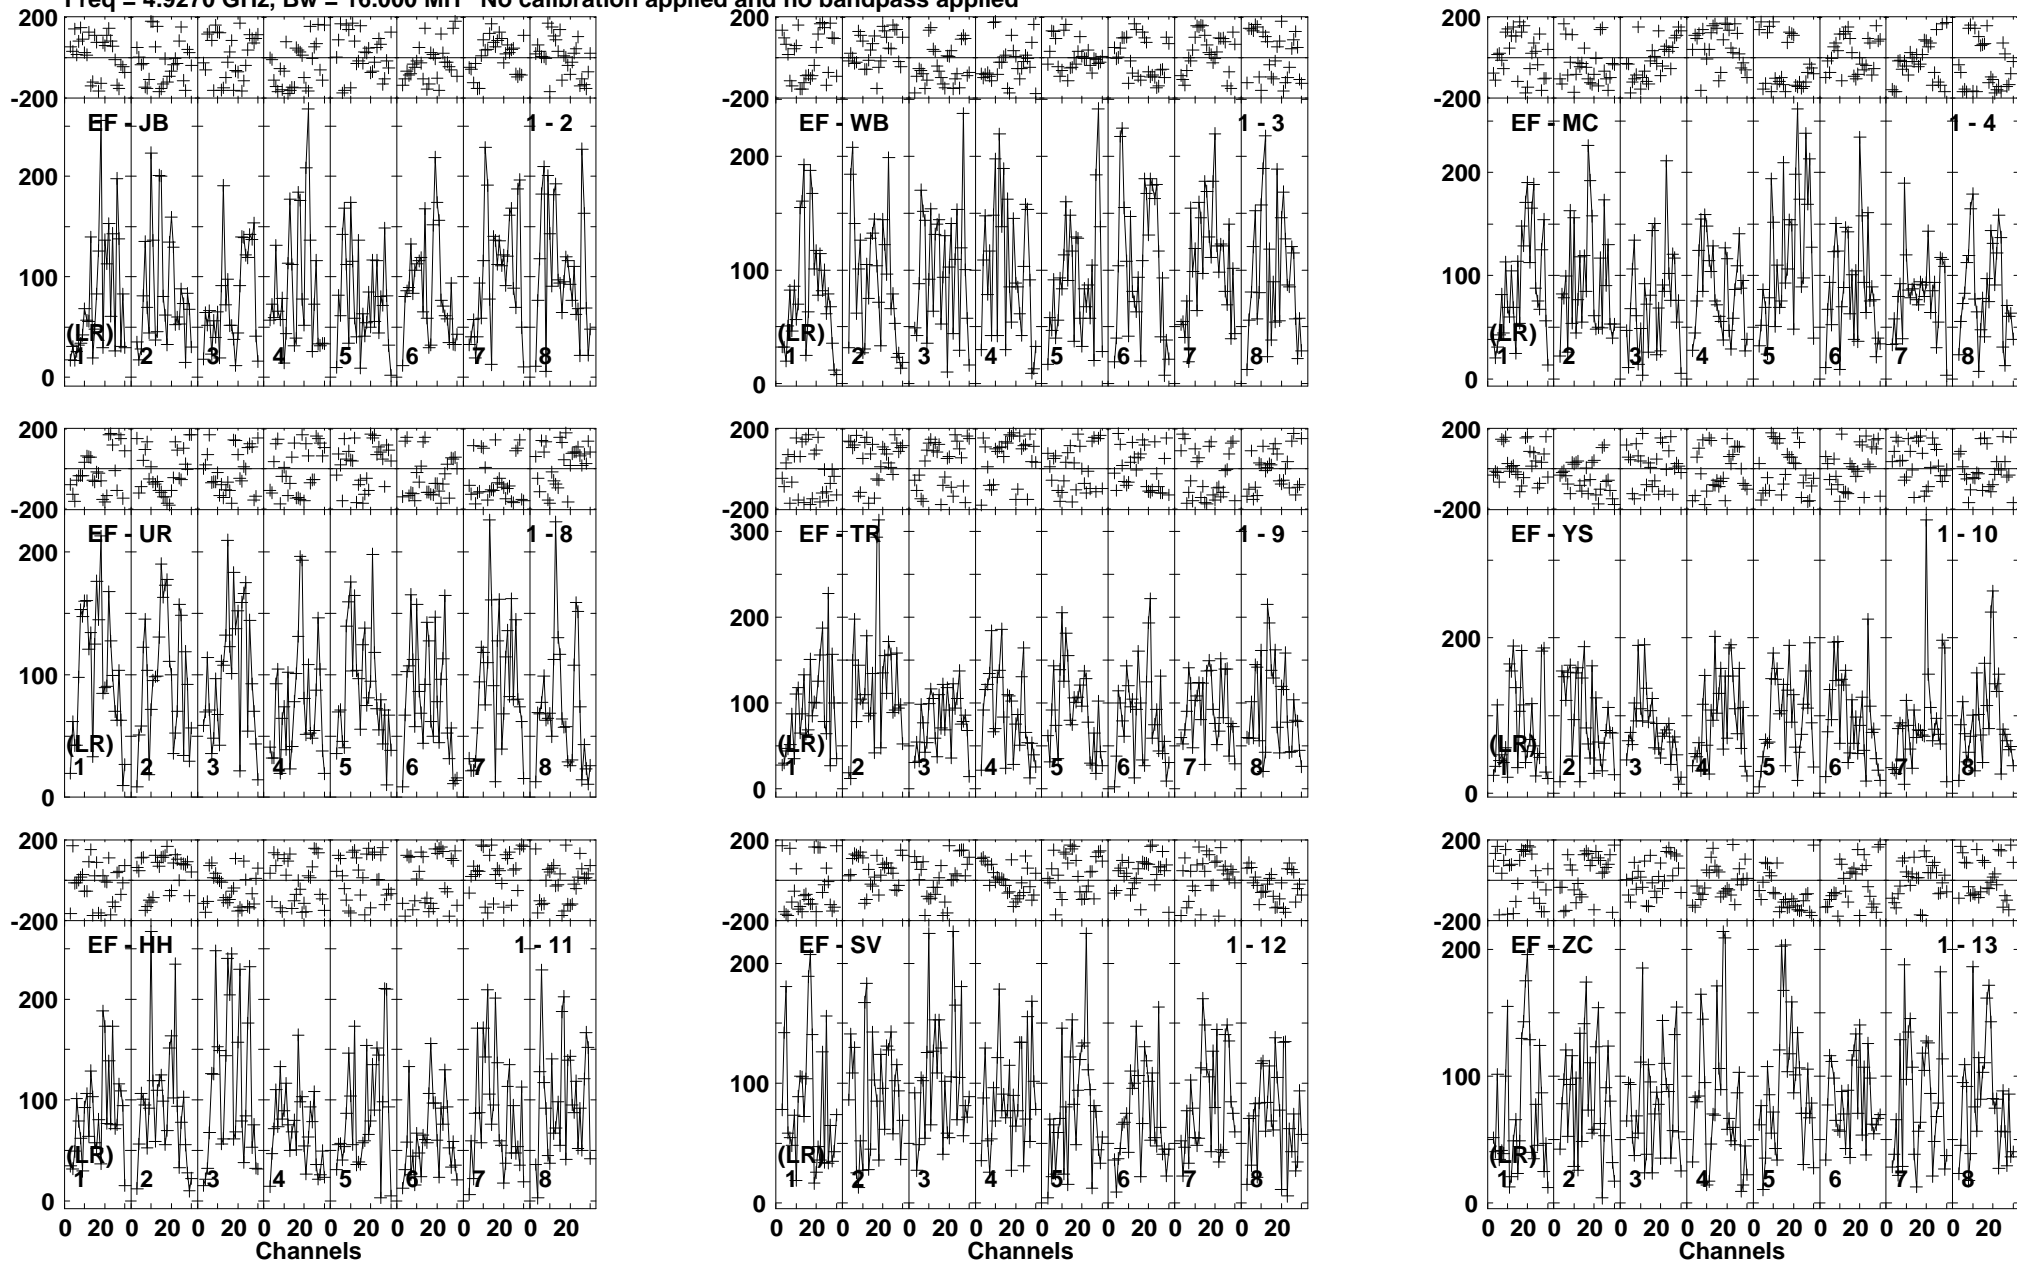 Freq = 4.9270 GHz, Bw = 16.000 MH No calibration applied and no bandpass applied
200 200 200
-200 -200 -200
EF - JB 1 - 2 EF - WB 1 - 3 EF - MC 1 - 4
200 200 200
100 100 100
(LR) (LR) (LR)
1 2 3 4 5 6 7 8 1 2 3 4 5 6 7 8 1 2 3 4 5 6 7 8
0 0 0
200 200 200
-200 -200 -200
EF - UR 1 - 8 EF - TR 1 - 9 EF - YS 1 - 10
300
200 200 200
100 100
(LR) (LR) (LR)
1 2 3 4 5 6 7 8 1 2 3 4 5 6 7 8 1 2 3 4 5 6 7 8
0 0 0
200 200 200
-200 -200 -200
EF - HH 1 - 11 EF - SV 1 - 12 EF - ZC 1 - 13
200 200 200
100 100 100
(LR) (LR) (LR)
1 2 3 4 5 6 7 8 1 2 3 4 5 6 7 8 1 2 3 4 5 6 7 8
0 0 0
0 20 0 20 0 20 0 20 0 20 0 20 0 20 0 20 0 20 0 20 0 20 0 20 0 20 0 20 0 20 0 20 0 20 0 20 0 20 0 20 0 20 0 20 0 20 0 20
Channels Channels Channels